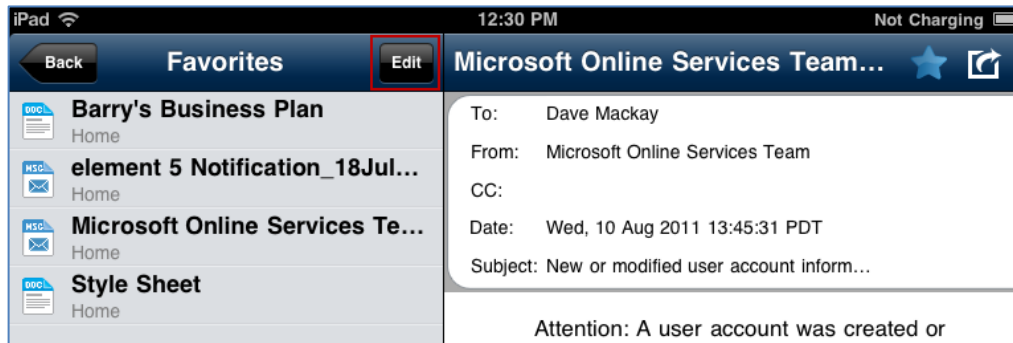 iPad 12:30 PM Not Charging
Back Favorites Edit Microsoft Online Services Team...
DOC Barry's Business Plan
Home
MSG element 5 Notification_18Jul...
Home
MSG Microsoft Online Services Te...
Home
DOC Style Sheet
Home
To: Dave Mackay
From: Microsoft Online Services Team
CC:
Date: Wed, 10 Aug 2011 13:45:31 PDT
Subject: New or modified user account inform...
Attention: A user account was created or